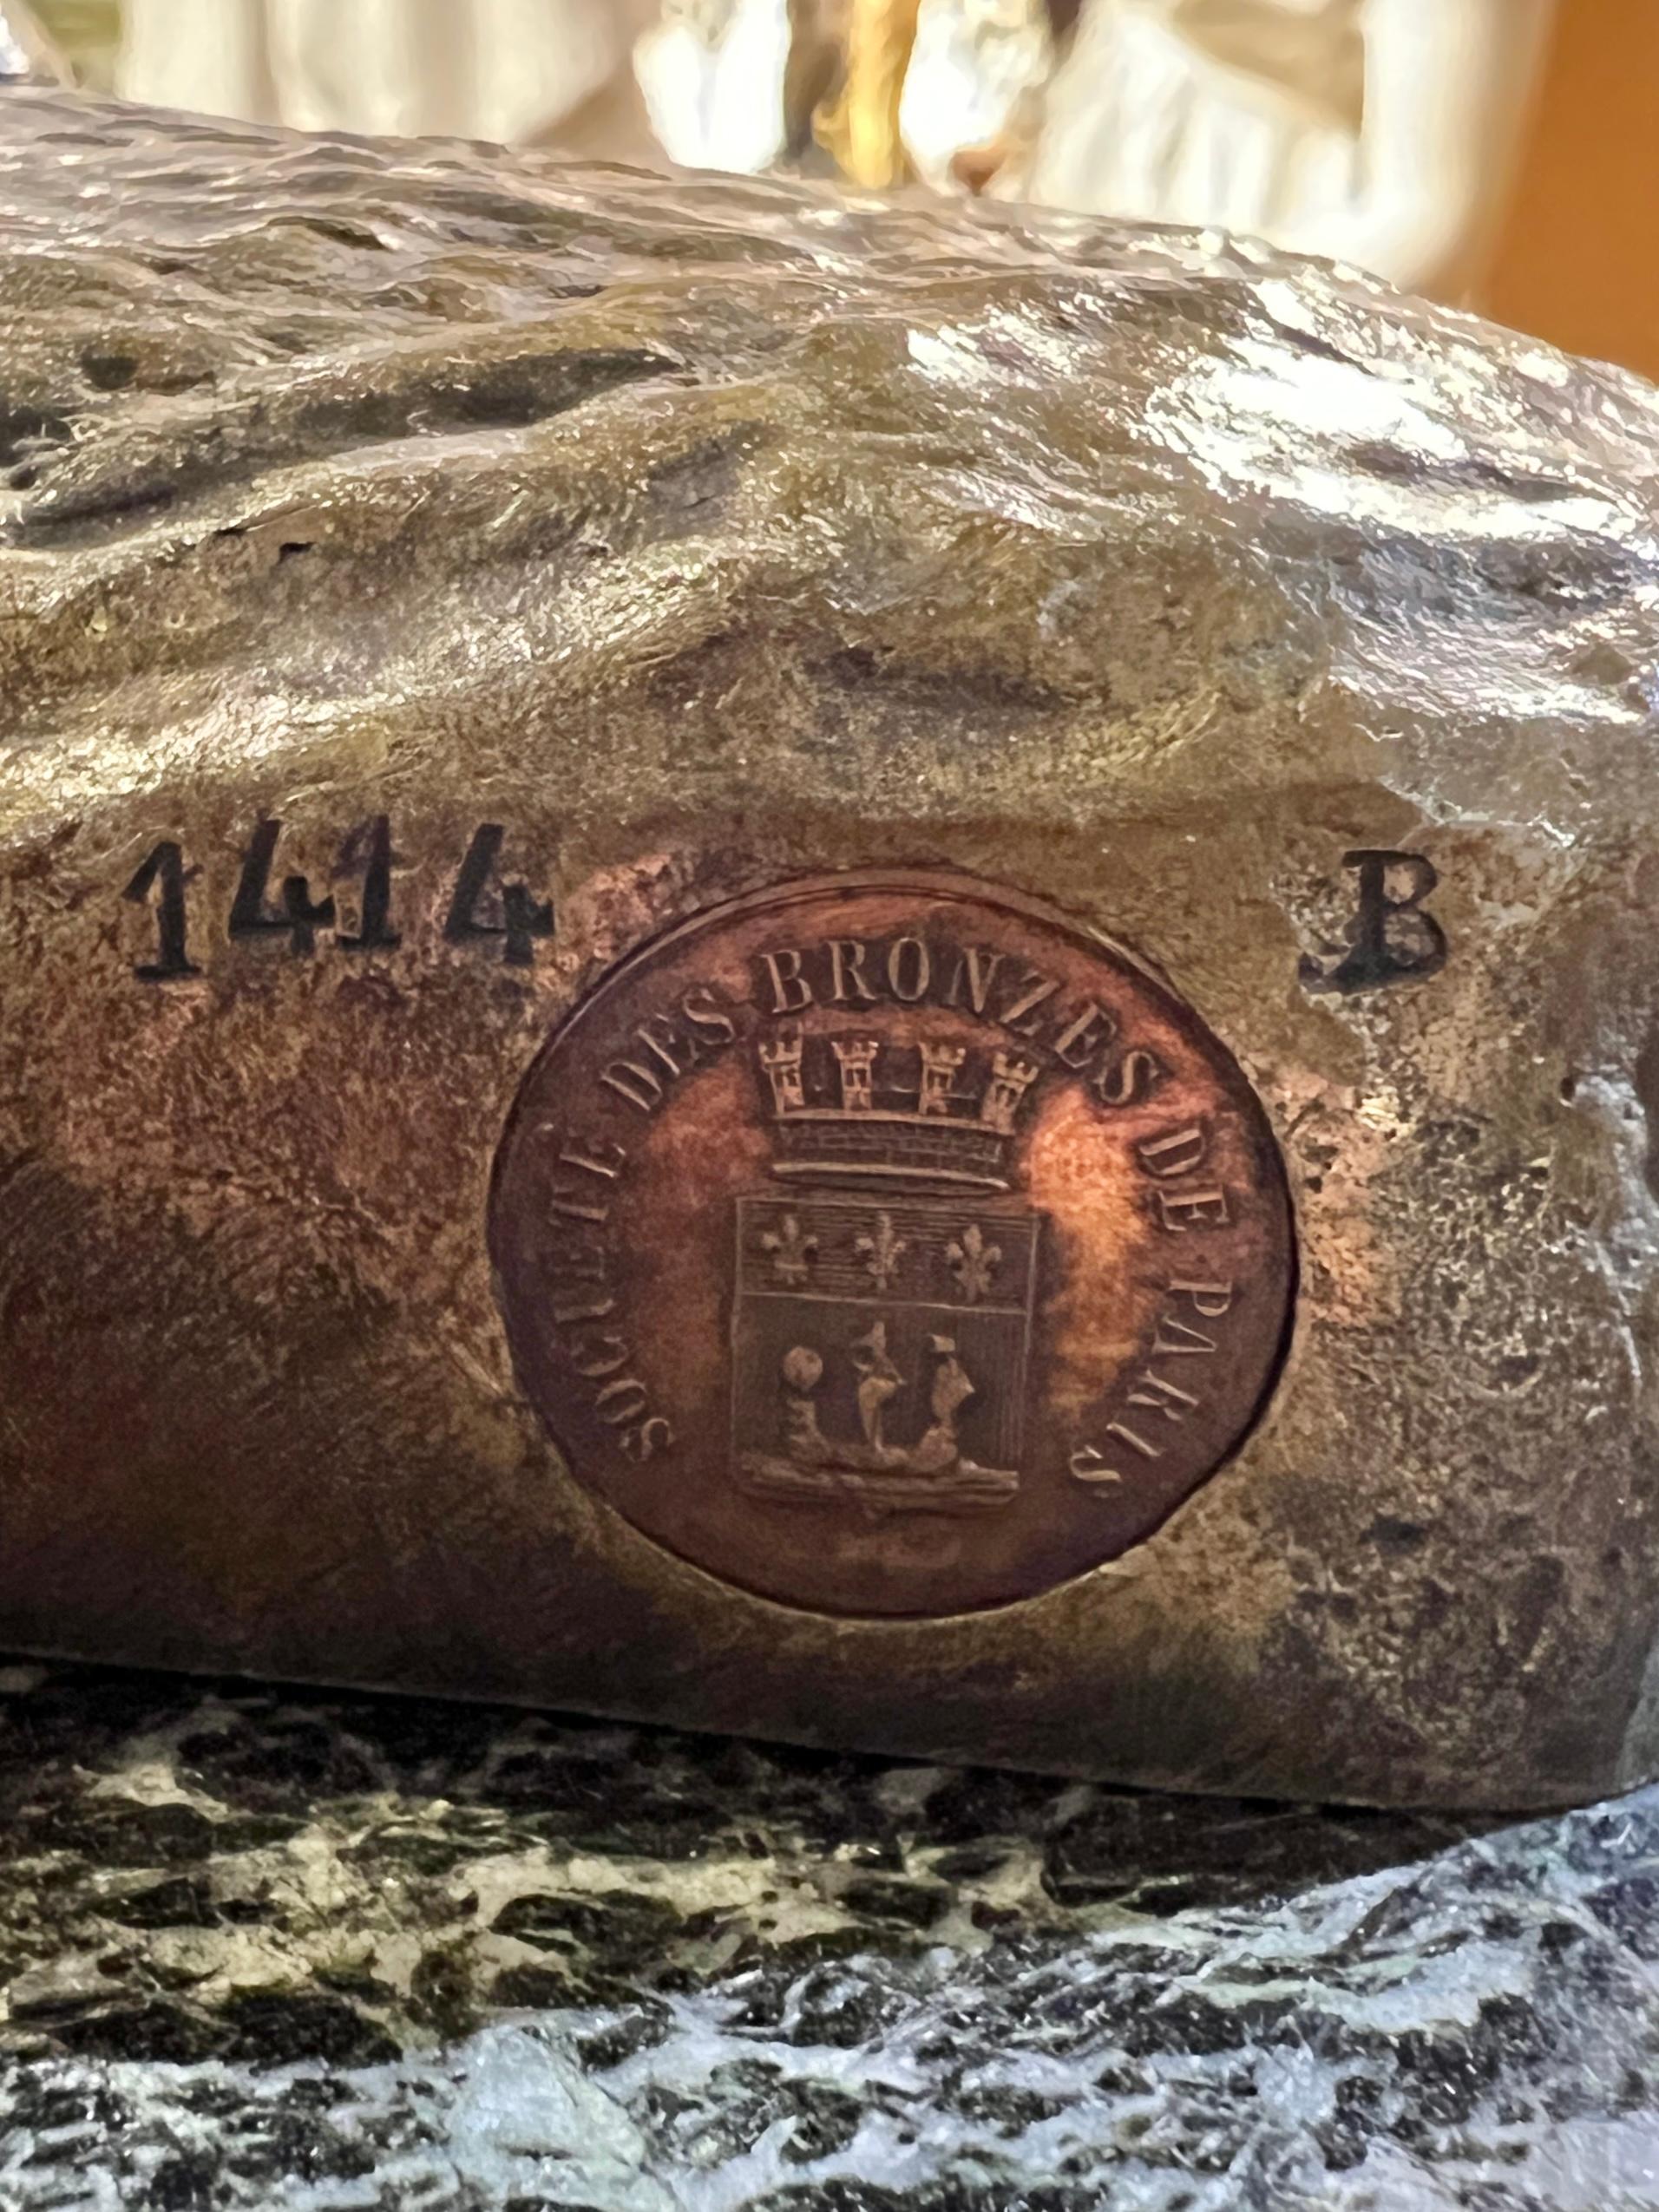 1414
B
SOCIETE DES BRONZES DE PARIS